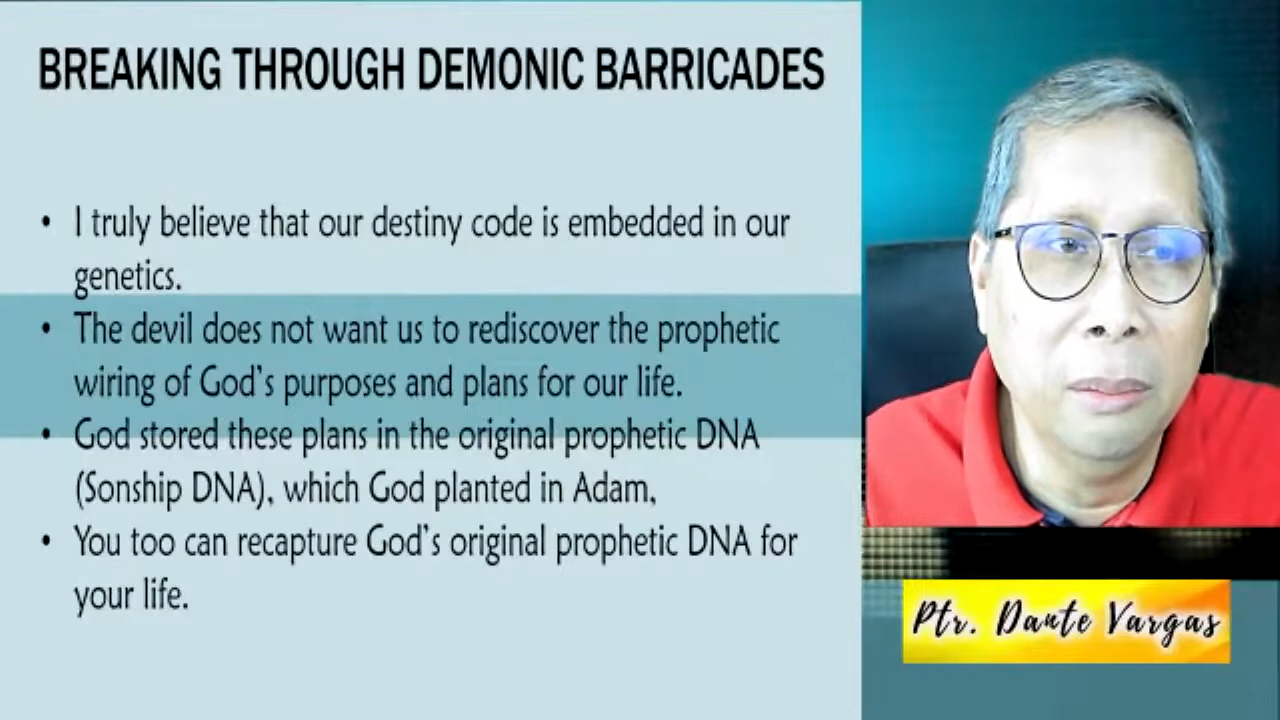 BREAKING THROUGH DEMONIC BARRICADES
• I truly believe that our destiny code is embedded in our
genetics.
• The devil does not want us to rediscover the prophetic
wiring of God's purposes and plans for our life.
• God stored these plans in the original prophetic DNA
(Sonship DNA), which God planted in Adam,
• You too can recapture God's original prophetic DNA for
your life.
Ptr. Dante Vargas